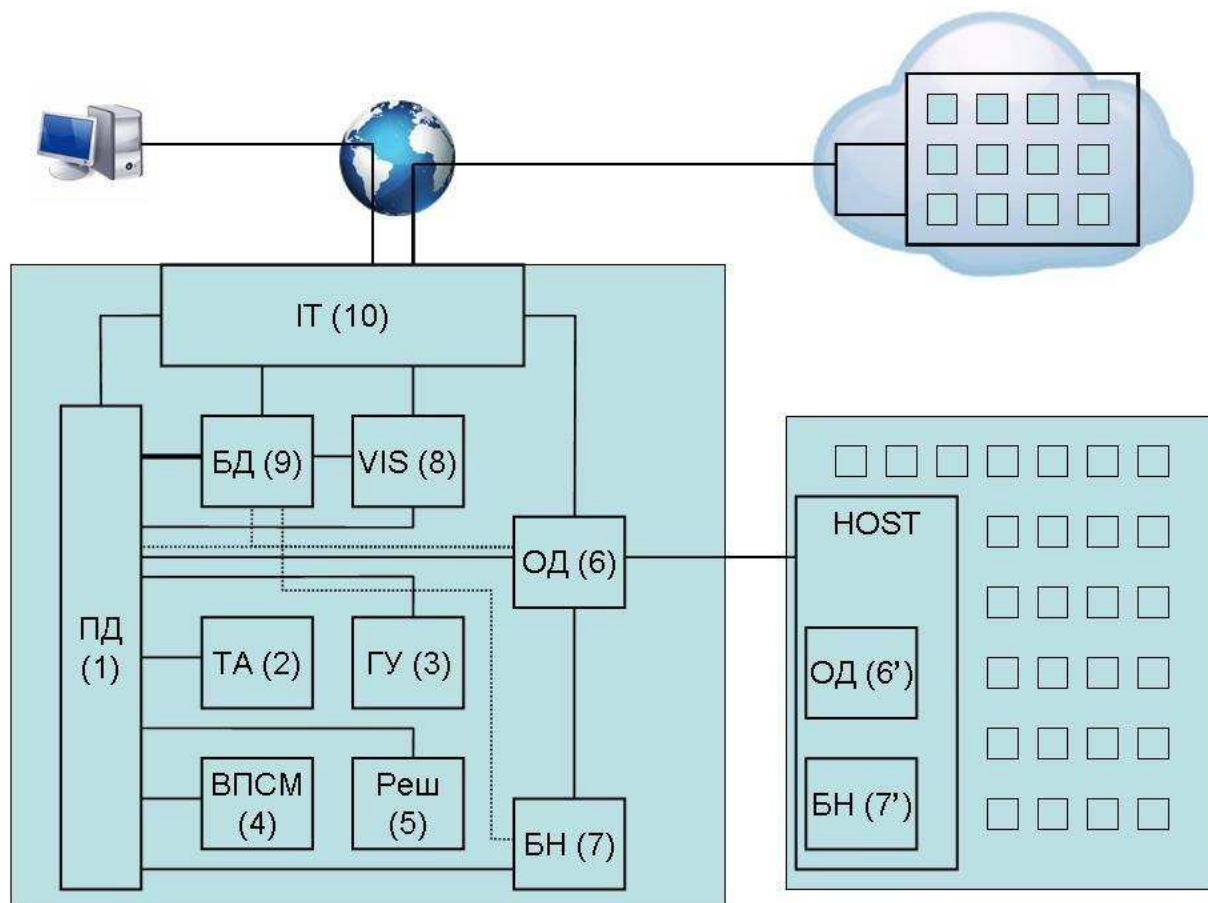 IT (10)
БД (9)
VIS (8)
HOST
ОД (6)
ПД
(1)
ТА (2)
ГУ (3)
ОД (6’)
ВПСМ
(4)
Реш
(5)
БН (7)
БН (7’)